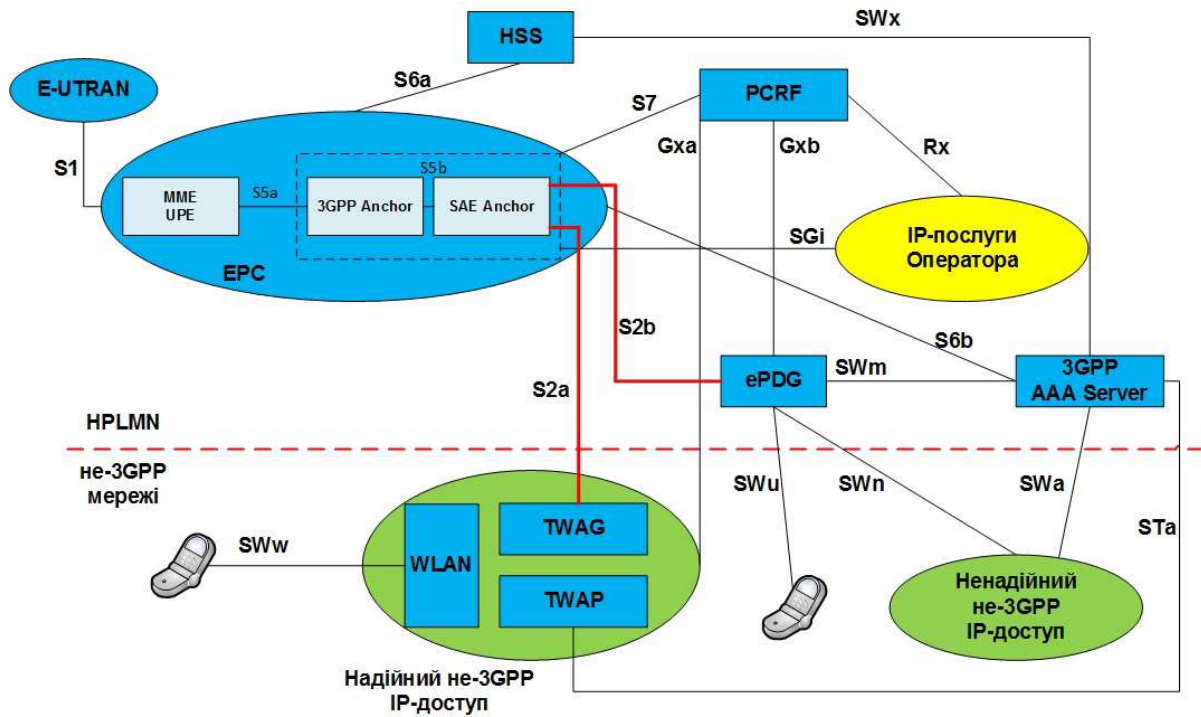 SWx
HSS
E-UTRAN
S6a
S7
PCRF
Gxa
Gxb
Rx
S1
S5b
MME
UPE
S5a
3GPP Anchor
SAE Anchor
EPC
SGi
IP-послуги
Оператора
S2b
S6b
S2a
ePDG
SWm
3GPP
AAA Server
HPLMN
не-3GPP
мережі
SWu
SWn
SWa
STa
SWw
WLAN
TWAG
TWAP
Ненадійний
не-3GPP
IP-доступ
Надійний не-3GPP
IP-доступ